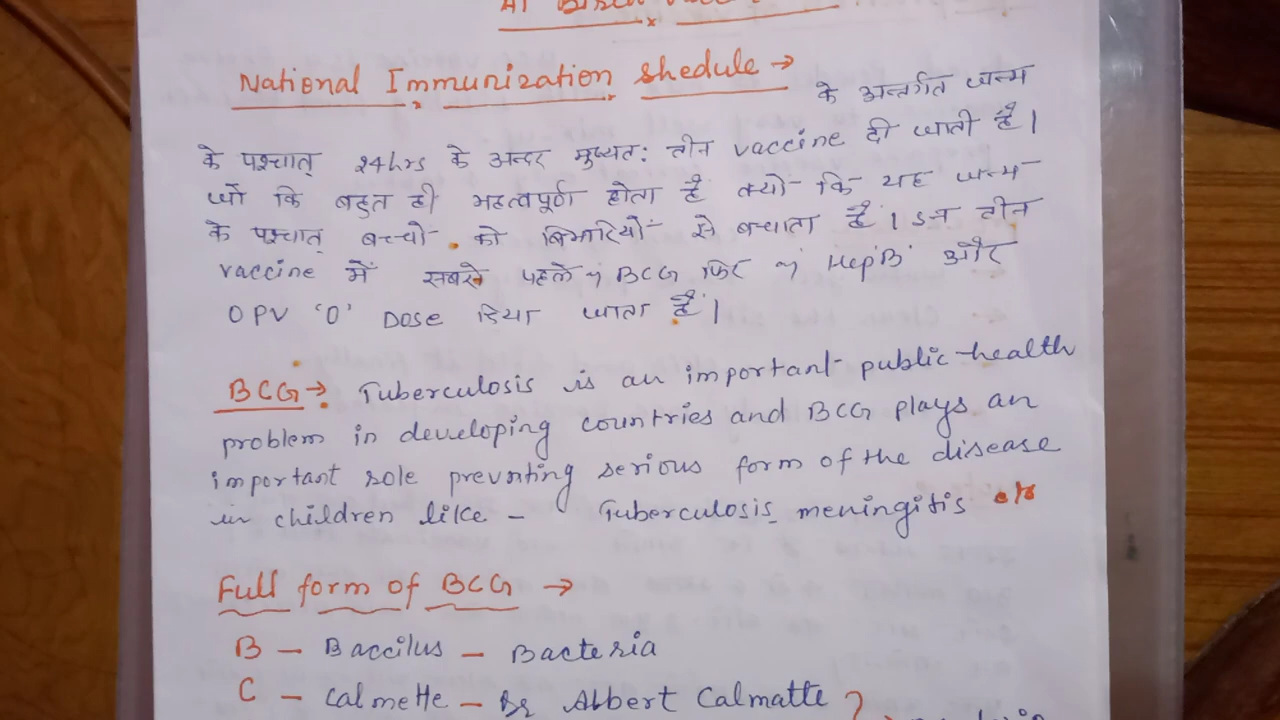 At Birth
National Immunization Shedule →
के अन्तर्गत जन्म
के पश्चात् 24hrs के अन्दर मुख्यत: तीन vaccine दी जाती है।
जो कि बहुत ही महत्वपूर्ण होता है क्यो कि यह जन्म
के पश्चात् बच्चो को बिमारियों से बचाता है। इन तीन
vaccine में सबसे पहले BCG फिर Hep'B' और
OPV 'O' Dose दिया जाता है।
BCG → Tuberculosis is an important public health
problem in developing countries and BCG plays an
important role prevnting serious form of the disease
in children like - Tuberculosis meningitis
Full form of BCG →
B - Baccilus - Bacteria
C - Calmette - Dr Albert Calmatte